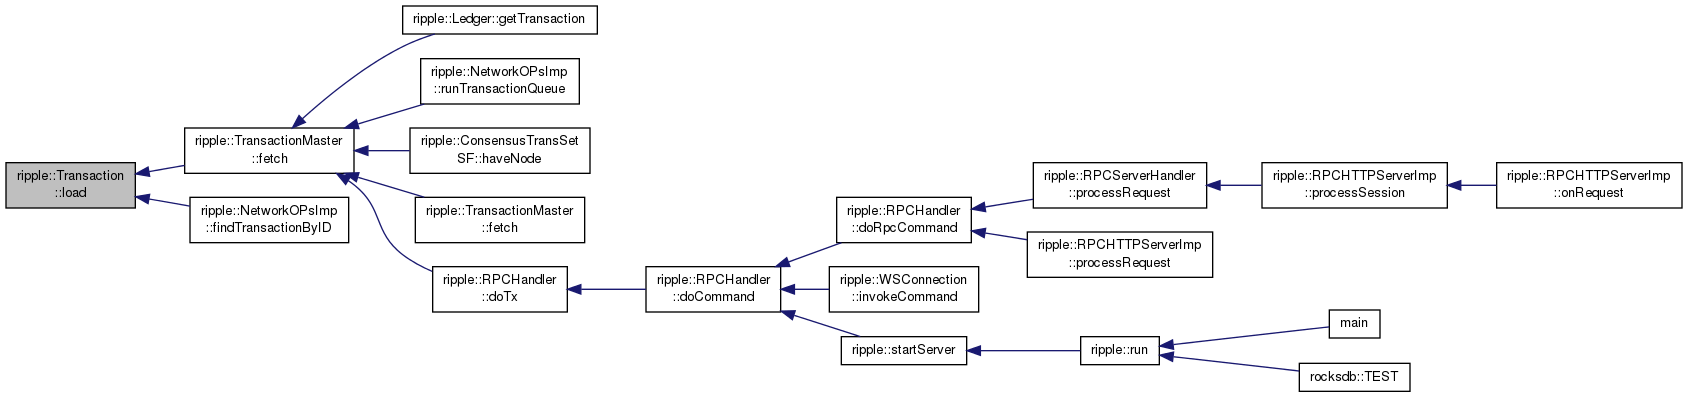 ripple::Transaction
::load
ripple::TransactionMaster
::fetch
ripple::NetworkOPsImp
::findTransactionByID
ripple::Ledger::getTransaction
ripple::NetworkOPsImp
::runTransactionQueue
ripple::ConsensusTransSet
SF::haveNode
ripple::TransactionMaster
::fetch
ripple::RPCHandler
::doTx
ripple::RPCHandler
::doCommand
ripple::RPCHandler
::doRpcCommand
ripple::WSConnection
::invokeCommand
ripple::startServer
ripple::RPCServerHandler
::processRequest
ripple::RPCHTTPServerImp
::processRequest
ripple::run
ripple::RPCHTTPServerImp
::processSession
ripple::RPCHTTPServerImp
::onRequest
main
rocksdb::TEST